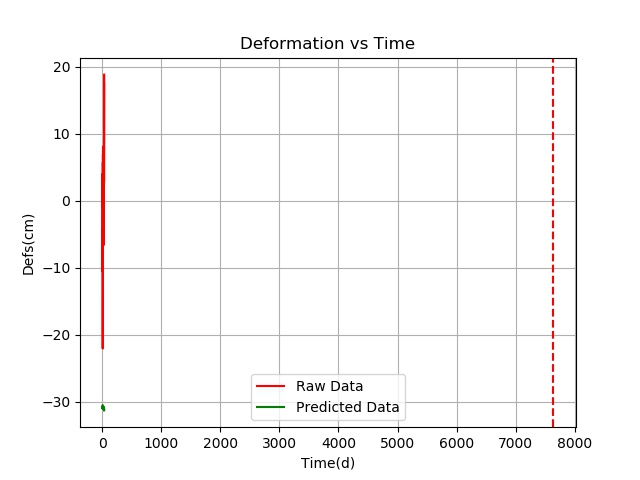 Deformation vs Time
20
10
0
−10
−20
−30
Defs(cm)
Raw Data
Predicted Data
0 1000 2000 3000 4000 5000 6000 7000 8000
Time(d)